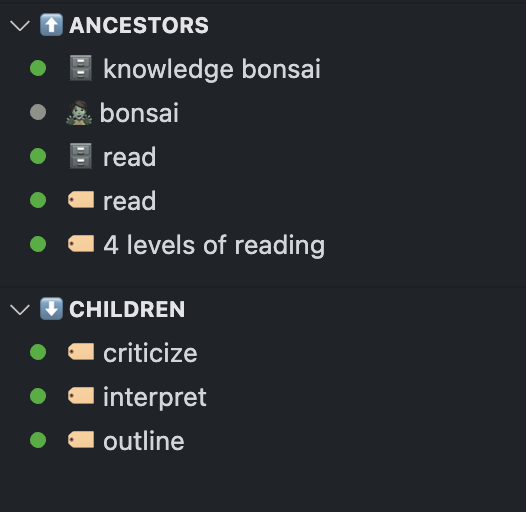 ANCESTORS
knowledge bonsai
bonsai
read
read
4 levels of reading
CHILDREN
criticize
interpret
outline